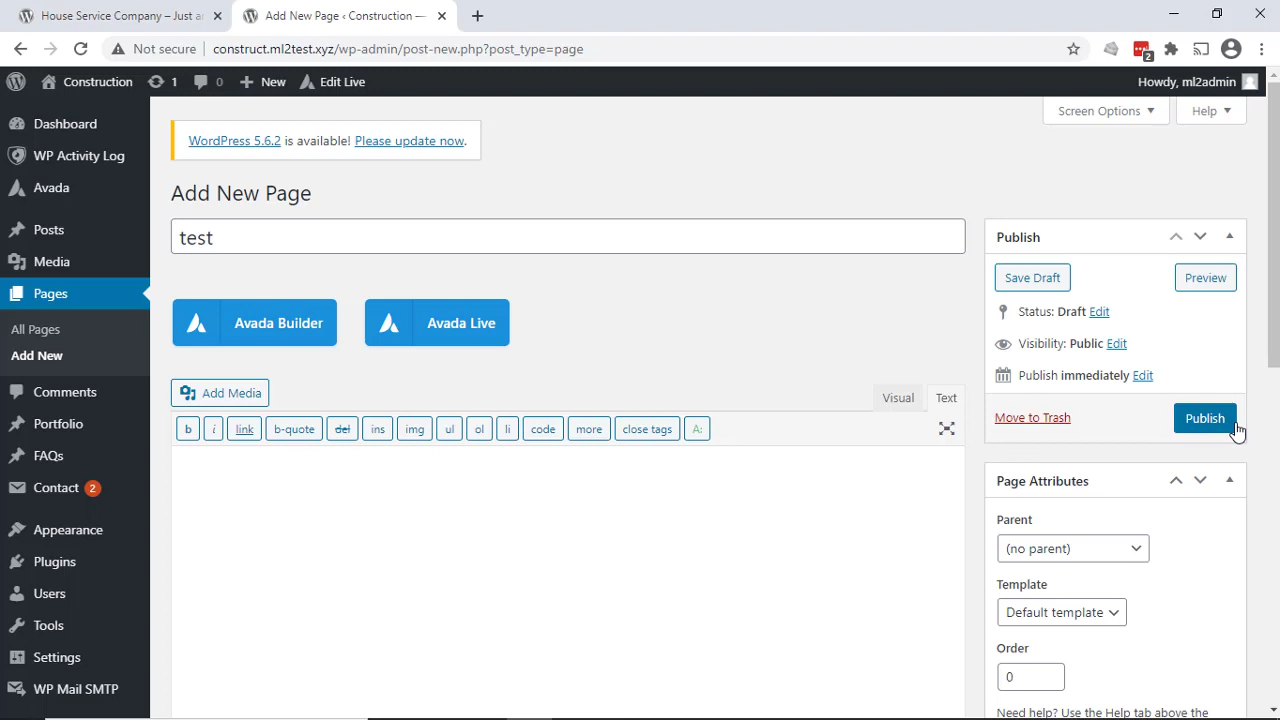 House Service Company – Just a
Add New Page ‹ Construction —
Not secure
construct.ml2test.xyz/wp-admin/post-new.php?post_type=page
2
Construction
1
0
New
Edit Live
Howdy, ml2admin
Dashboard
WP Activity Log
Avada
Posts
Media
Pages
All Pages
Add New
Comments
Portfolio
FAQs
Contact 2
Appearance
Plugins
Users
Tools
Settings
WP Mail SMTP
Screen Options
Help
WordPress 5.6.2 is available! Please update now.
Add New Page
test
Avada Builder
Avada Live
Add Media
Visual
Text
b
i
link
b-quote
del
ins
img
ul
ol
li
code
more
close tags
A:
Publish
Save Draft
Preview
Status: Draft Edit
Visibility: Public Edit
Publish immediately Edit
Move to Trash
Publish
Page Attributes
Parent
(no parent)
Template
Default template
Order
0
Need help? Use the Help tab above the